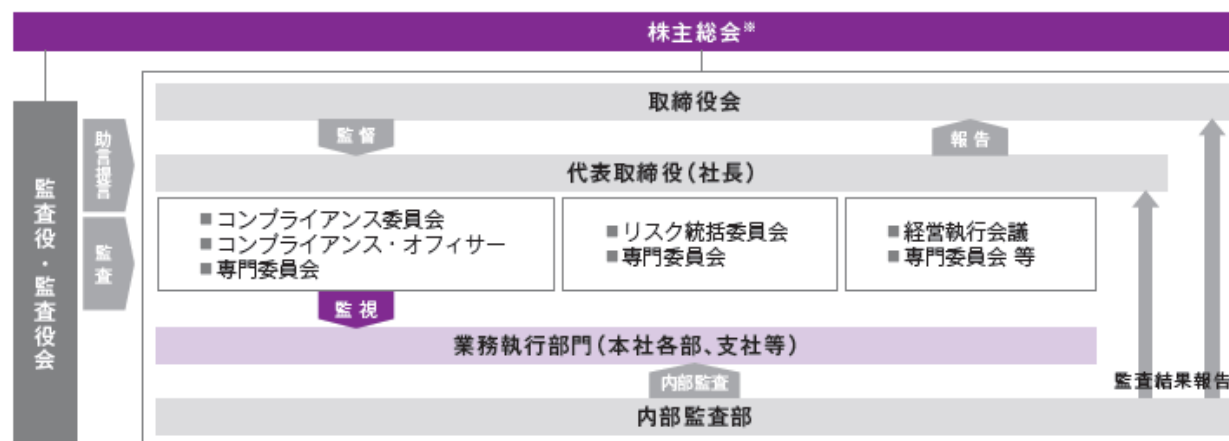 株主総会※
取締役会
監督
報告
代表取締役(社長)
助言提言
監査
監査役・監査役会
■コンプライアンス委員会
■コンプライアンス・オフィサー
■専門委員会
■リスク統括委員会
■専門委員会
■経営執行会議
■専門委員会 等
監視
業務執行部門(本社各部、支社等)
内部監査
監査結果報告
内部監査部